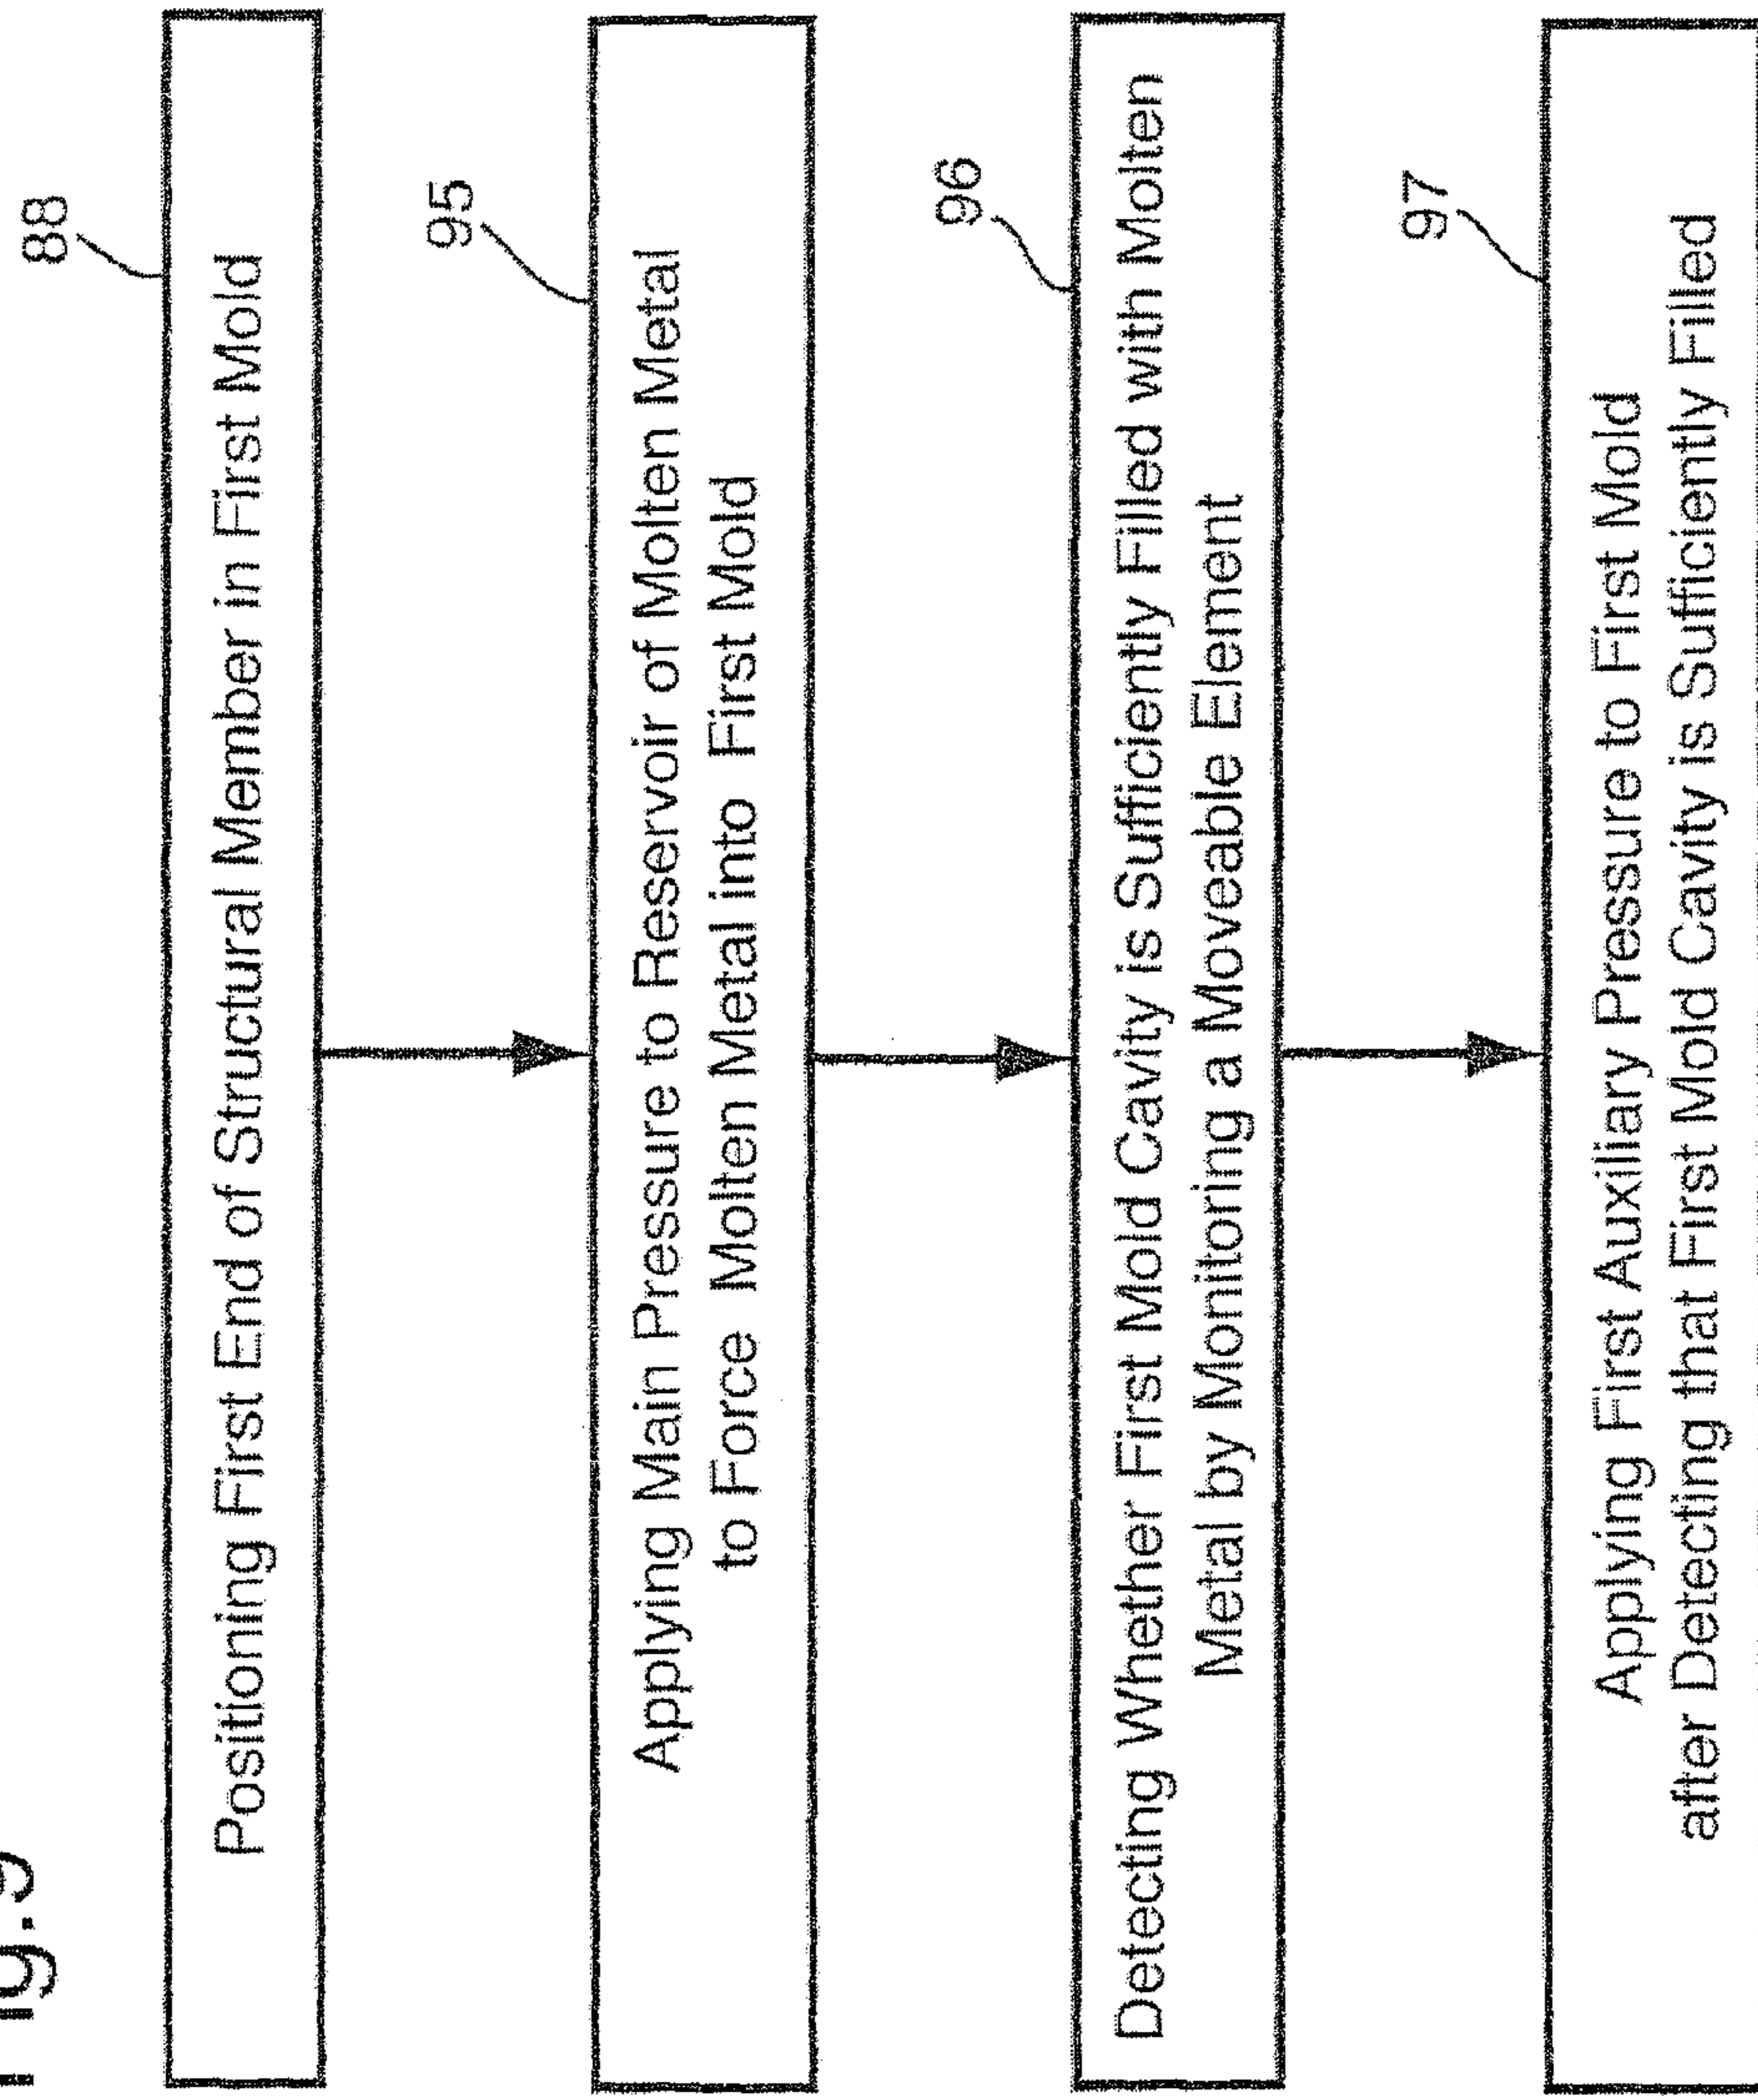 Fig.9
88
Positioning First End of Structural Member in First Mold
95
Applying Main Pressure to Reservoir of Molten Metal
to Force Molten Metal into First Mold
96
Detecting Whether First Mold Cavity is Sufficiently Filled with Molten
Metal by Monitoring a Moveable Element
97
Applying First Auxiliary Pressure to First Mold
after Detecting that First Mold Cavity is Sufficiently Filled